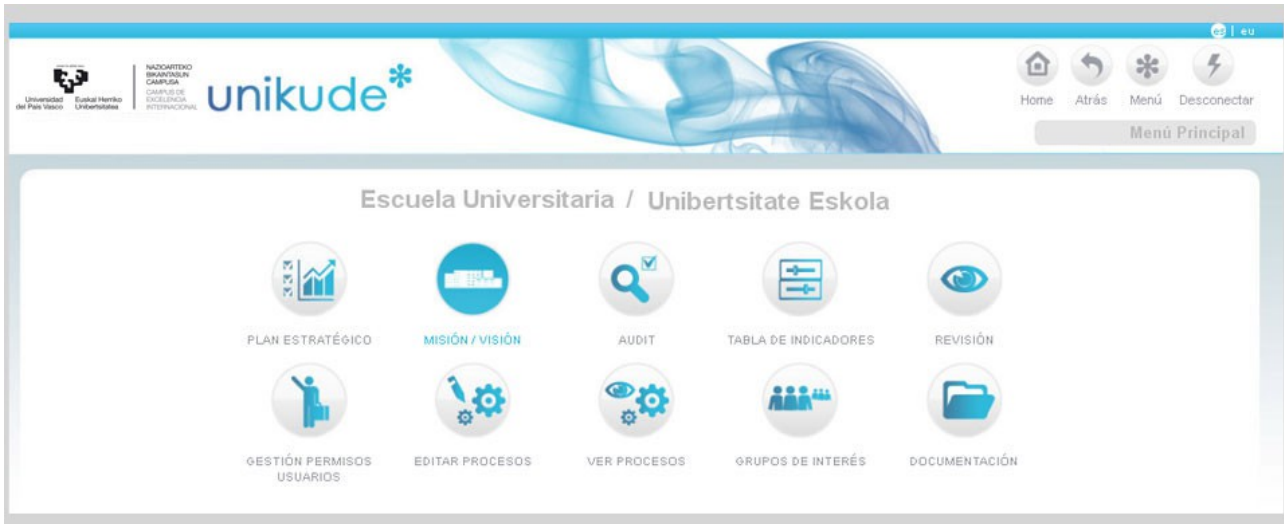 es | eu
Universidad
del País Vasco
Euskal Herriko
Unibertsitatea
NAZIOARTEKO
BIKAINTASUN
CAMPUSA
CAMPUS DE
EXCELENCIA
INTERNACIONAL
unikude*
Home Atrás Menú Desconectar
Menú Principal
Escuela Universitaria / Unibertsitate Eskola
PLAN ESTRATÉGICO
MISIÓN / VISIÓN
AUDIT
TABLA DE INDICADORES
REVISIÓN
GESTIÓN PERMISOS
USUARIOS
EDITAR PROCESOS
VER PROCESOS
GRUPOS DE INTERÉS
DOCUMENTACIÓN